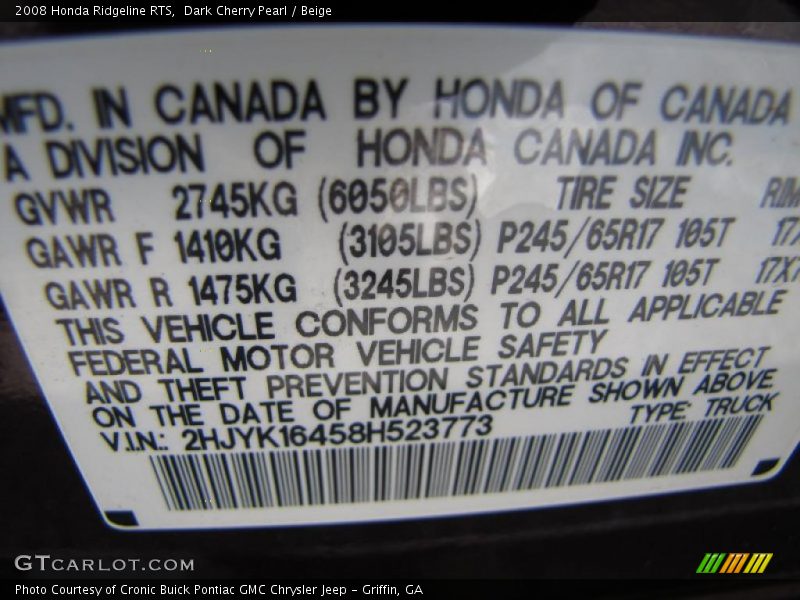 2008 Honda Ridgeline RTS, Dark Cherry Pearl / Beige
MFD. IN CANADA BY HONDA OF CANADA
A DIVISION OF HONDA CANADA INC.
GVWR 2745KG (6050LBS) TIRE SIZE RIM
GAWR F 1410KG (3105LBS) P245/65R17 105T 17X
GAWR R 1475KG (3245LBS) P245/65R17 105T 17X7
THIS VEHICLE CONFORMS TO ALL APPLICABLE
FEDERAL MOTOR VEHICLE SAFETY
AND THEFT PREVENTION STANDARDS IN EFFECT
ON THE DATE OF MANUFACTURE SHOWN ABOVE
V.I.N.: 2HJYK16458H523773 TYPE: TRUCK
GTCARLOT.COM
Photo Courtesy of Cronic Buick Pontiac GMC Chrysler Jeep - Griffin, GA